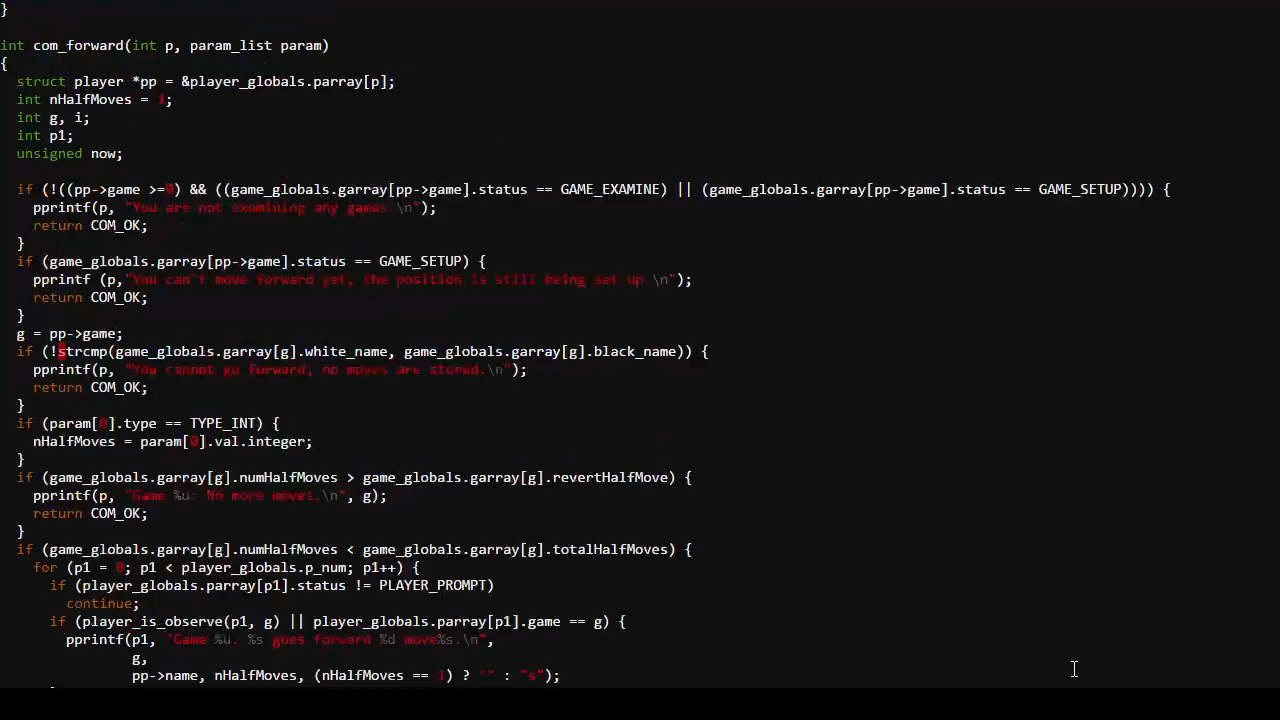 }
int com_forward(int p, param_list param)
{
  struct player *pp = &player_globals.parray[p];
  int nHalfMoves = 1;
  int g, i;
  int p1;
  unsigned now;
  if (!((pp->game >=0) && ((game_globals.garray[pp->game].status == GAME_EXAMINE) || (game_globals.garray[pp->game].status == GAME_SETUP)))) {
    pprintf(p, "You are not examining any games.\n");
    return COM_OK;
  }
  if (game_globals.garray[pp->game].status == GAME_SETUP) {
    pprintf (p,"You can't move forward yet, the position is still being set up.\n");
    return COM_OK;
  }
  g = pp->game;
  if (!strcmp(game_globals.garray[g].white_name, game_globals.garray[g].black_name)) {
    pprintf(p, "You cannot go forward, no moves are stored.\n");
    return COM_OK;
  }
  if (param[0].type == TYPE_INT) {
    nHalfMoves = param[0].val.integer;
  }
  if (game_globals.garray[g].numHalfMoves > game_globals.garray[g].revertHalfMove) {
    pprintf(p, "Game %u: No more moves.\n", g);
    return COM_OK;
  }
  if (game_globals.garray[g].numHalfMoves < game_globals.garray[g].totalHalfMoves) {
    for (p1 = 0; p1 < player_globals.p_num; p1++) {
      if (player_globals.parray[p1].status != PLAYER_PROMPT)
        continue;
      if (player_is_observe(p1, g) || player_globals.parray[p1].game == g) {
        pprintf(p1, "Game %u: %s goes forward %d move%s.\n",
                g,
                pp->name, nHalfMoves, (nHalfMoves == 1) ? "" : "s");